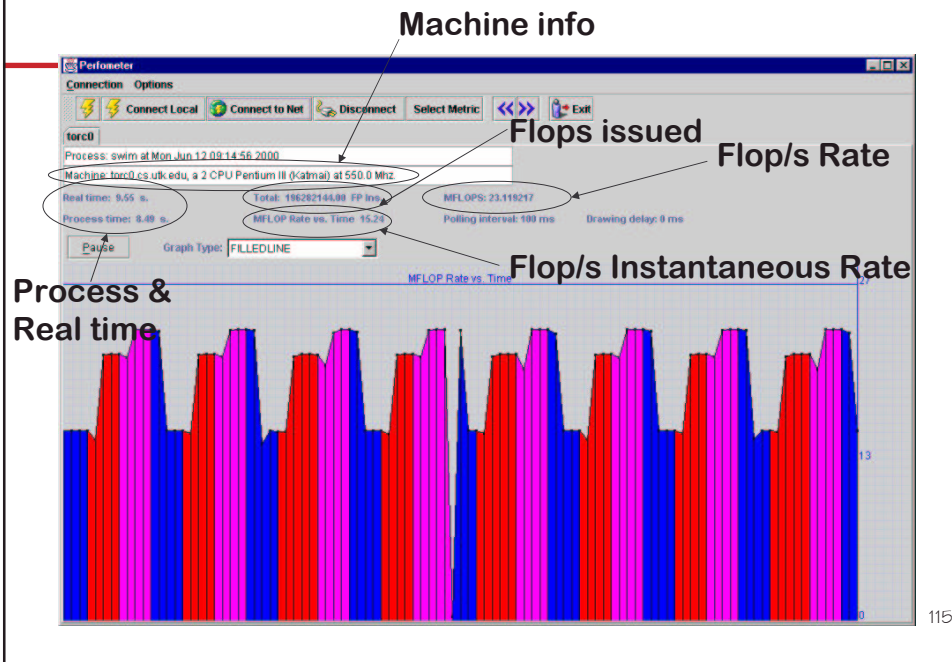 Machine info
Perfometer
Connection Options
Connect Local Connect to Net Disconnect Select Metric Exit
torc0
Flops issued
Process: swim at Mon Jun 12 09:14:56 2000
Flop/s Rate
Machine: torc0.cs.utk.edu, a 2 CPU Pentium III (Katmai) at 550.0 Mhz
Real time: 9.55 s. Total: 196282144.00 FP Ins. MFLOPS: 23.119217
Process time: 8.49 s. MFLOP Rate vs. Time 15.24 Polling interval: 100 ms Drawing delay: 0 ms
Pause Graph Type: FILLEDLINE
Flop/s Instantaneous Rate
MFLOP Rate vs. Time
27
Process &
Real time
13
0
115